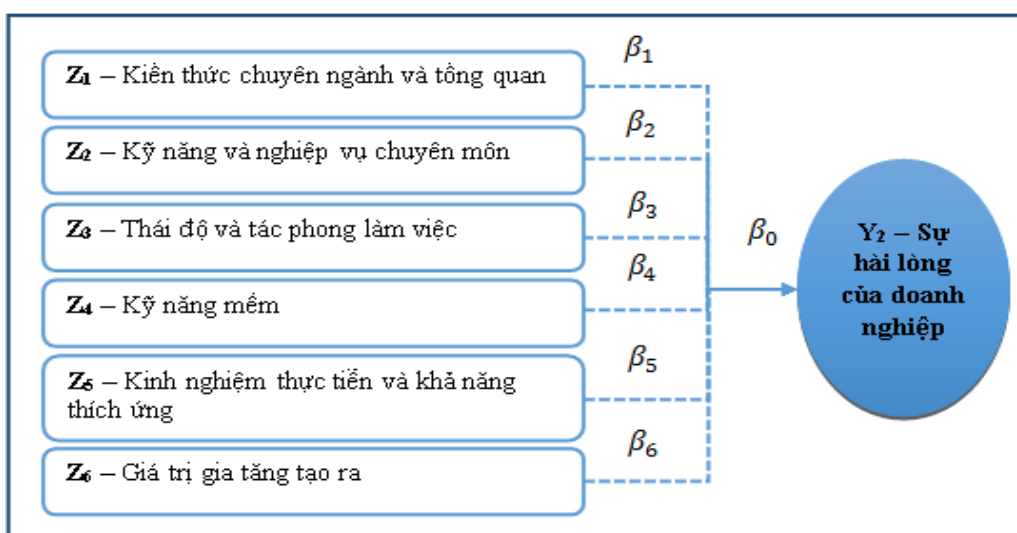 Z₁ – Kiến thức chuyên ngành và tổng quan
β₁
Z₂ – Kỹ năng và nghiệp vụ chuyên môn
β₂
Z₃ – Thái độ và tác phong làm việc
β₃
Z₄ – Kỹ năng mềm
β₄
Z₅ – Kinh nghiệm thực tiễn và khả năng
thích ứng
β₅
Z₆ – Giá trị gia tăng tạo ra
β₆
β₀
Y₂ – Sự
hài lòng
của doanh
nghiệp